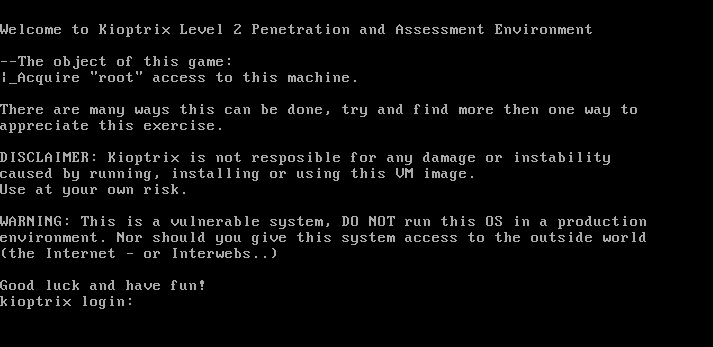 Welcome to Kioptrix Level 2 Penetration and Assessment Environment
--The object of this game:
|_Acquire "root" access to this machine.
There are many ways this can be done, try and find more then one way to
appreciate this exercise.
DISCLAIMER: Kioptrix is not resposible for any damage or instability
caused by running, installing or using this VM image.
Use at your own risk.
WARNING: This is a vulnerable system, DO NOT run this OS in a production
environment. Nor should you give this system access to the outside world
(the Internet - or Interwebs..)
Good luck and have fun!
kioptrix login: